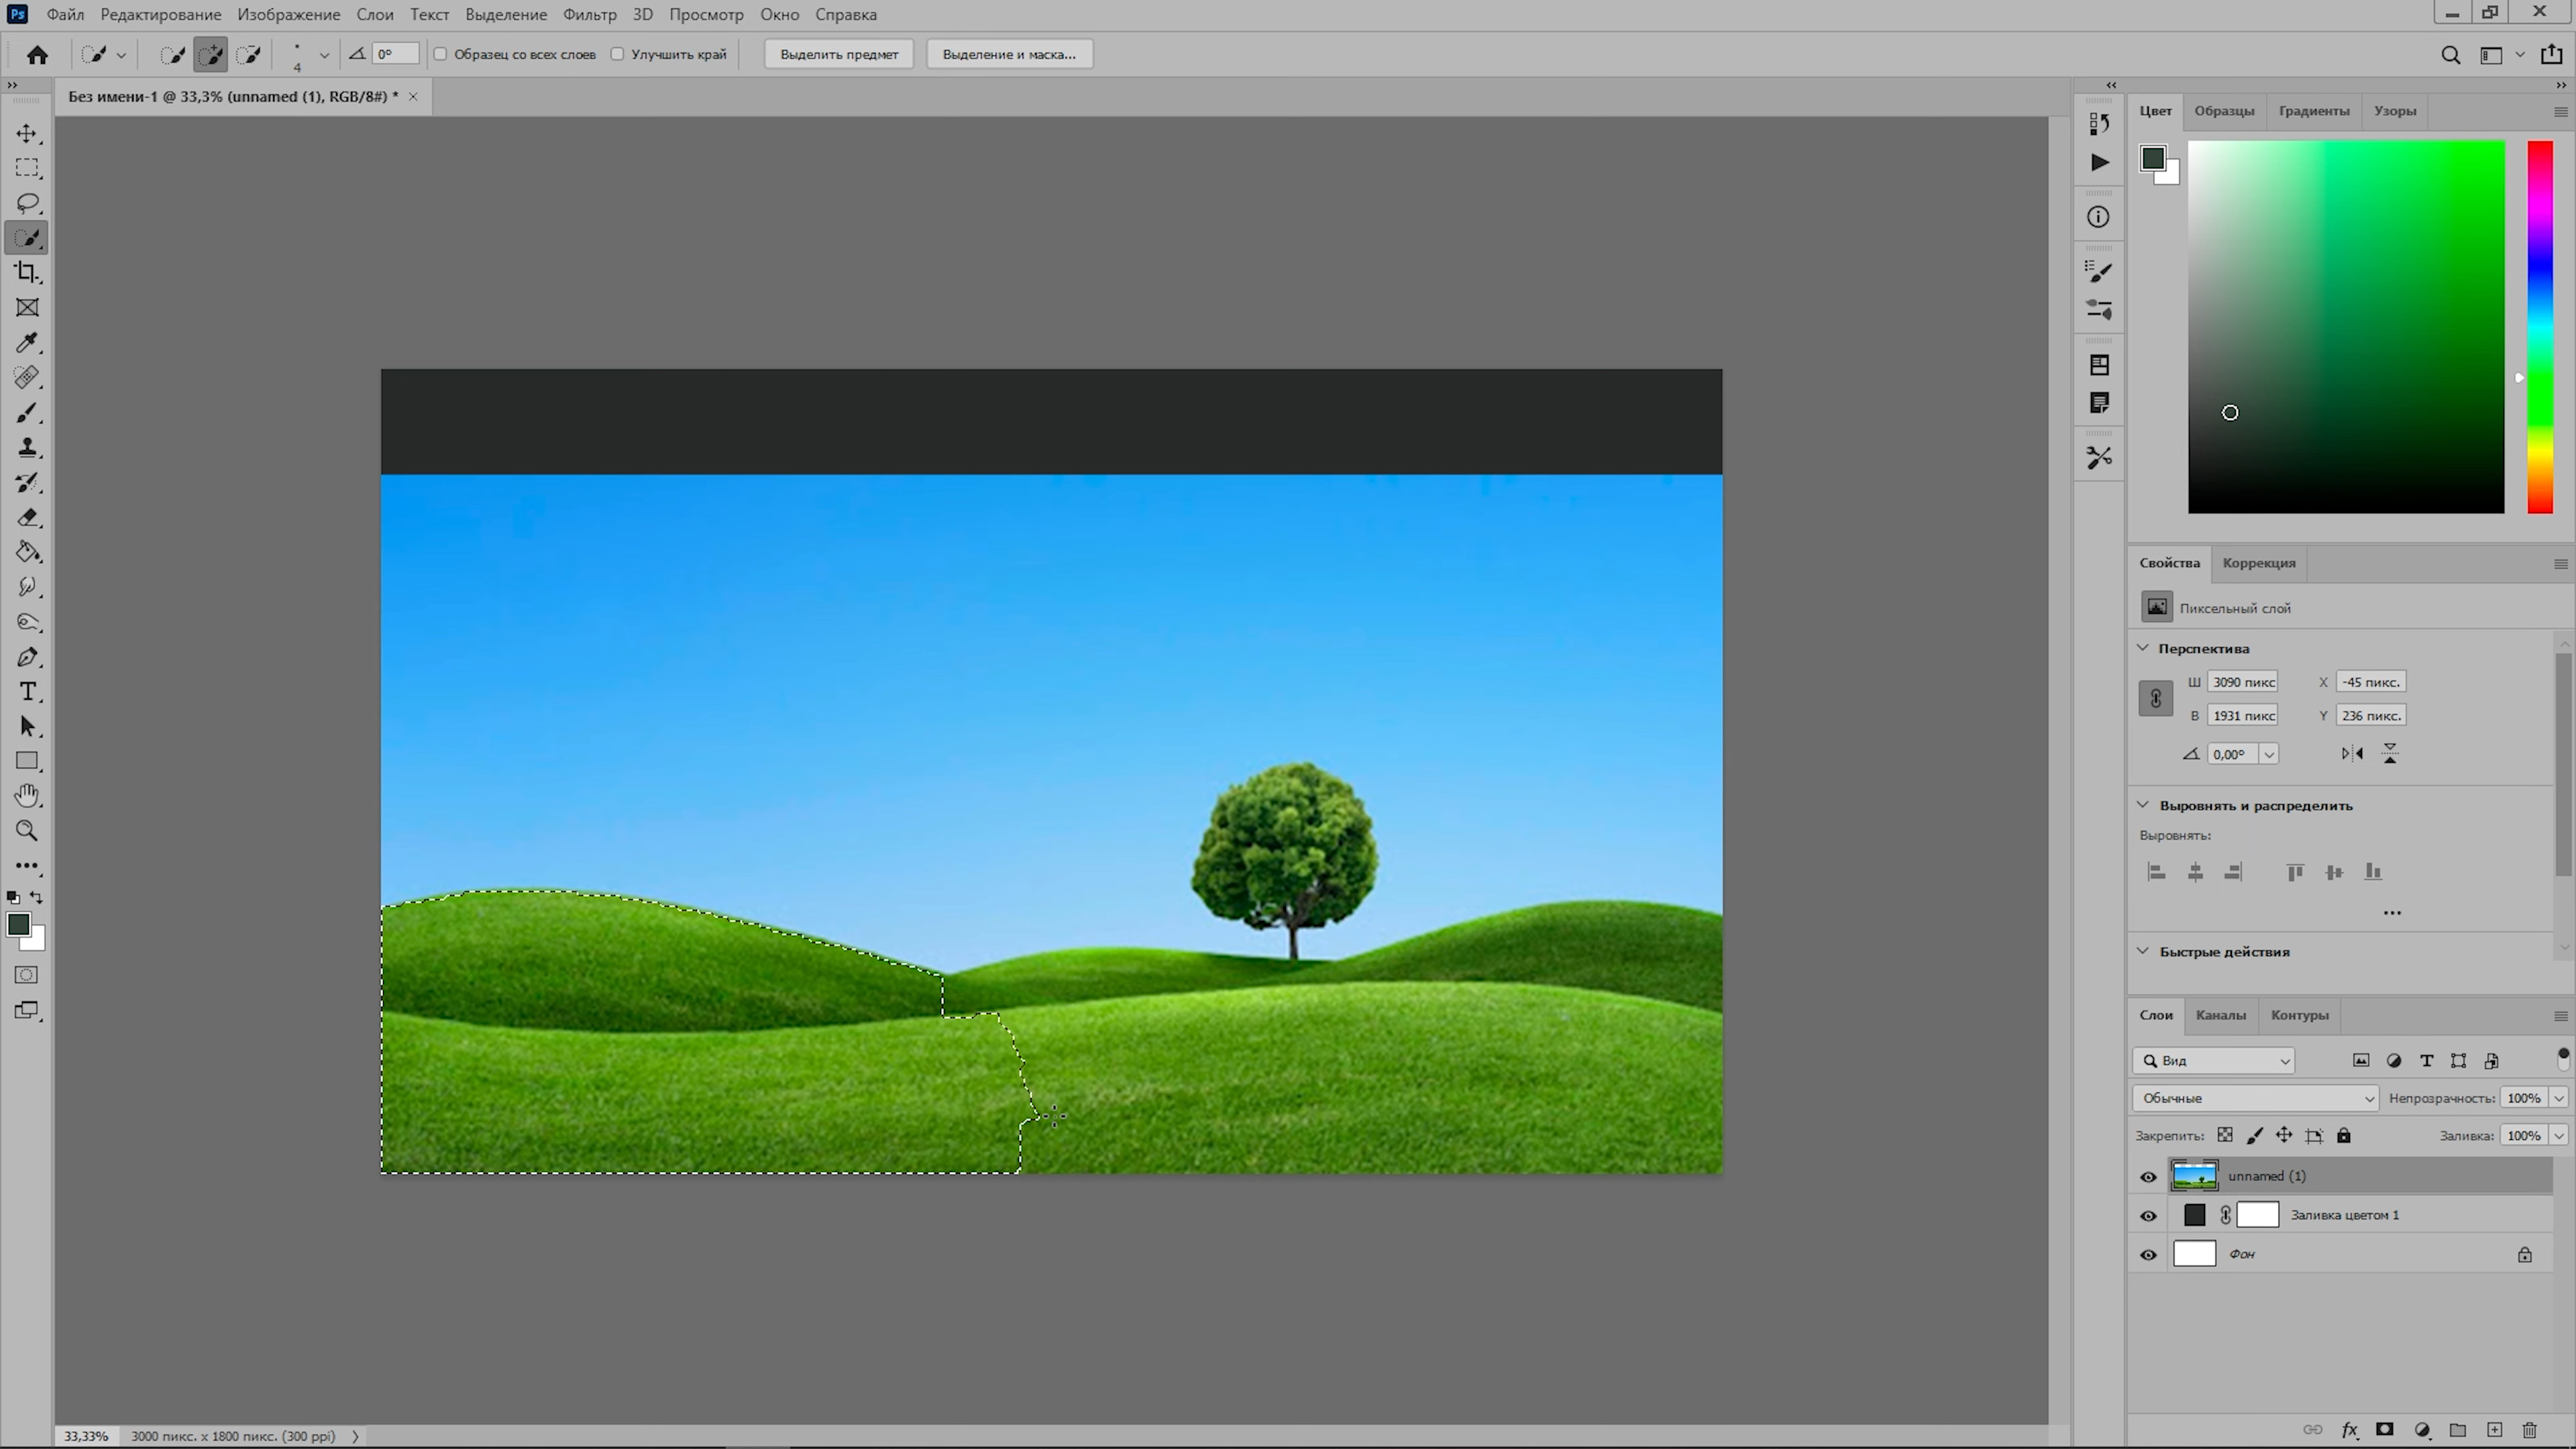 Ps Файл Редактирование Изображение Слои Текст Выделение Фильтр 3D Просмотр Окно Справка
4 0° Образец со всех слоев Улучшить край Выделить предмет Выделение и маска...
Без имени-1 @ 33,3% (unnamed (1), RGB/8#) * ×
Цвет Образцы Градиенты Узоры
Свойства Коррекция
Пиксельный слой
Перспектива
Ш 3090 пикс X -45 пикс.
В 1931 пикс Y 236 пикс.
0,00°
Выровнять и распределить
Выровнять:
Быстрые действия
Слои Каналы Контуры
Вид
Обычные Непрозрачность: 100%
Закрепить: Заливка: 100%
unnamed (1)
Заливка цветом 1
Фон
fx
33,33% 3000 пикс. x 1800 пикс. (300 ppi)